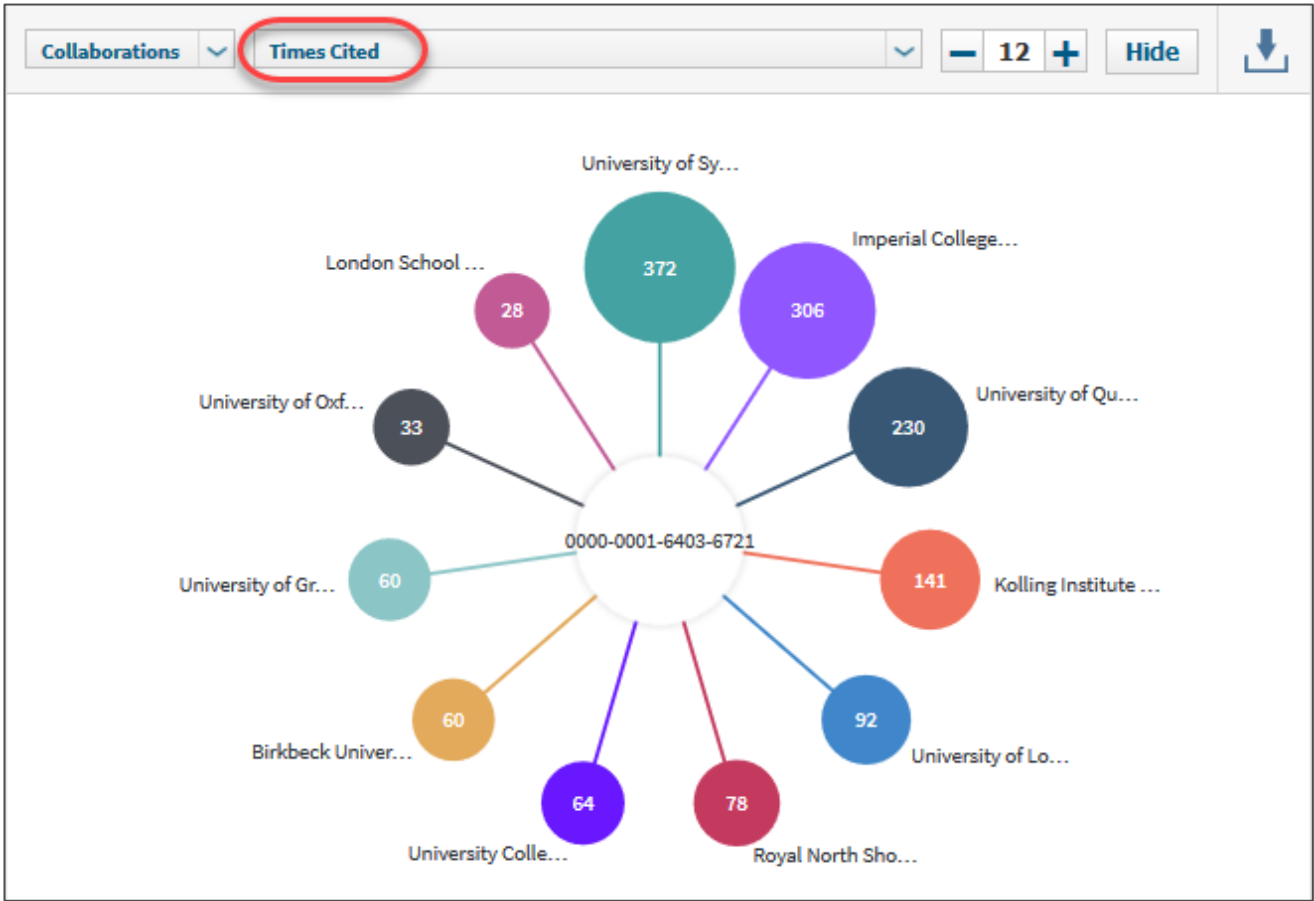 Collaborations
Times Cited
12
Hide
University of Sy...
372
Imperial College...
306
London School ...
28
University of Qu...
230
University of Oxf...
33
0000-0001-6403-6721
141
Kolling Institute ...
University of Gr...
60
92
University of Lo...
60
Birkbeck Univer...
64
University Colle...
78
Royal North Sho...